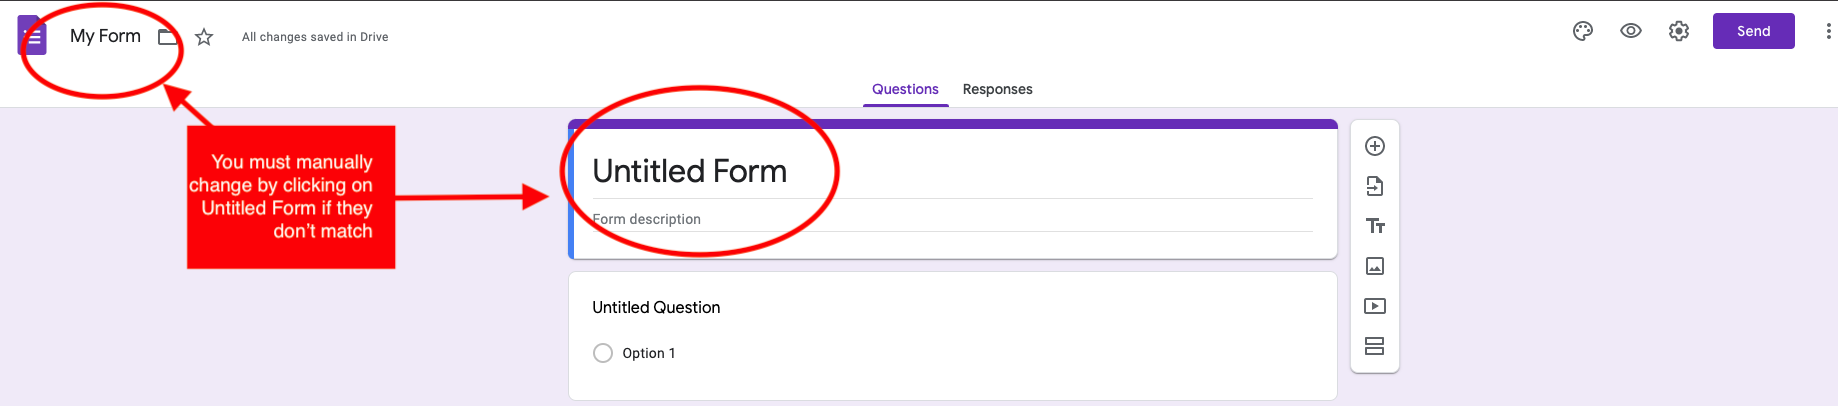 My Form
All changes saved in Drive
Send
Questions
Responses
You must manually
change by clicking on
Untitled Form if they
don’t match
Untitled Form
Form description
Untitled Question
Option 1